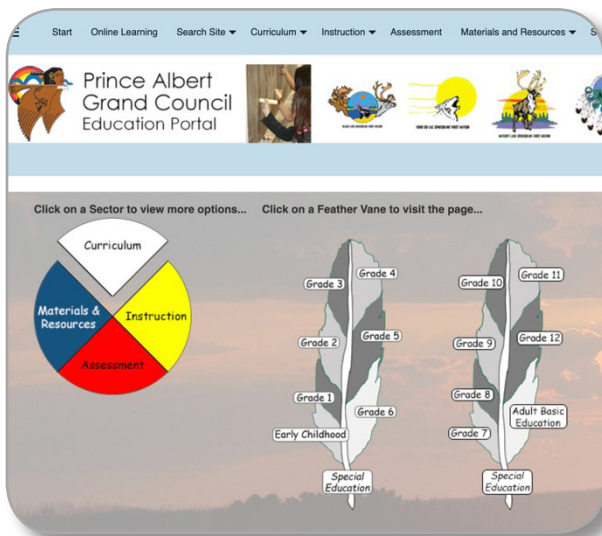 Start Online Learning Search Site Curriculum Instruction Assessment Materials and Resources S
Prince Albert
Grand Council
Education Portal
Click on a Sector to view more options... Click on a Feather Vane to visit the page...
Curriculum
Materials &
Resources
Instruction
Assessment
Grade 3
Grade 4
Grade 2
Grade 5
Grade 1
Grade 6
Early Childhood
Special
Education
Grade 10
Grade 11
Grade 9
Grade 12
Grade 8
Adult Basic
Education
Grade 7
Special
Education